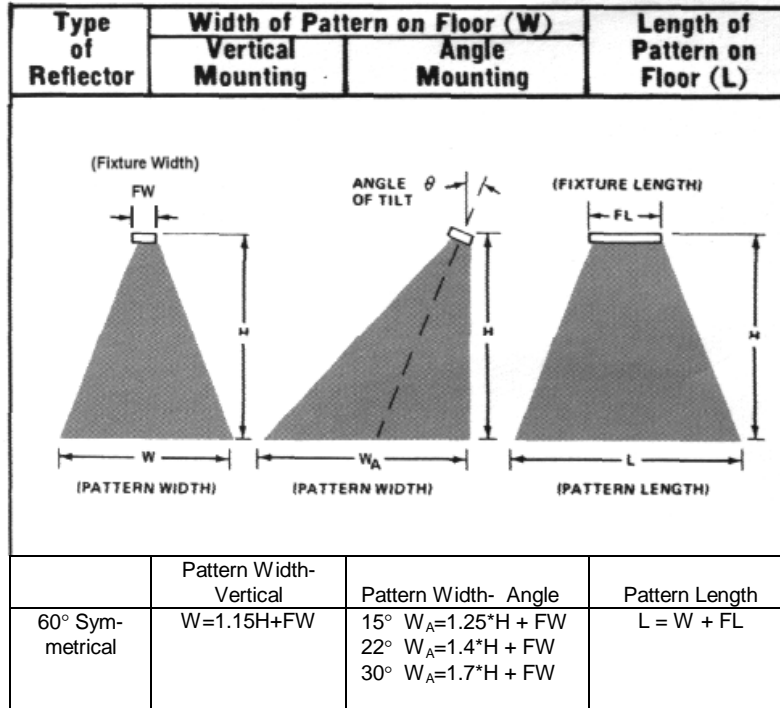 Type
of
Reflector
Width of Pattern on Floor (W)
Vertical
Mounting
Angle
Mounting
Length of
Pattern on
Floor (L)
(Fixture Width)
FW
H
W
(PATTERN WIDTH)
ANGLE θ
OF TILT
H
WA
(PATTERN WIDTH)
(FIXTURE LENGTH)
FL
H
L
(PATTERN LENGTH)
Pattern Width-
Vertical
Pattern Width- Angle
Pattern Length
60° Sym-
metrical
W=1.15H+FW
15° WA=1.25*H + FW
22° WA=1.4*H + FW
30° WA=1.7*H + FW
L = W + FL